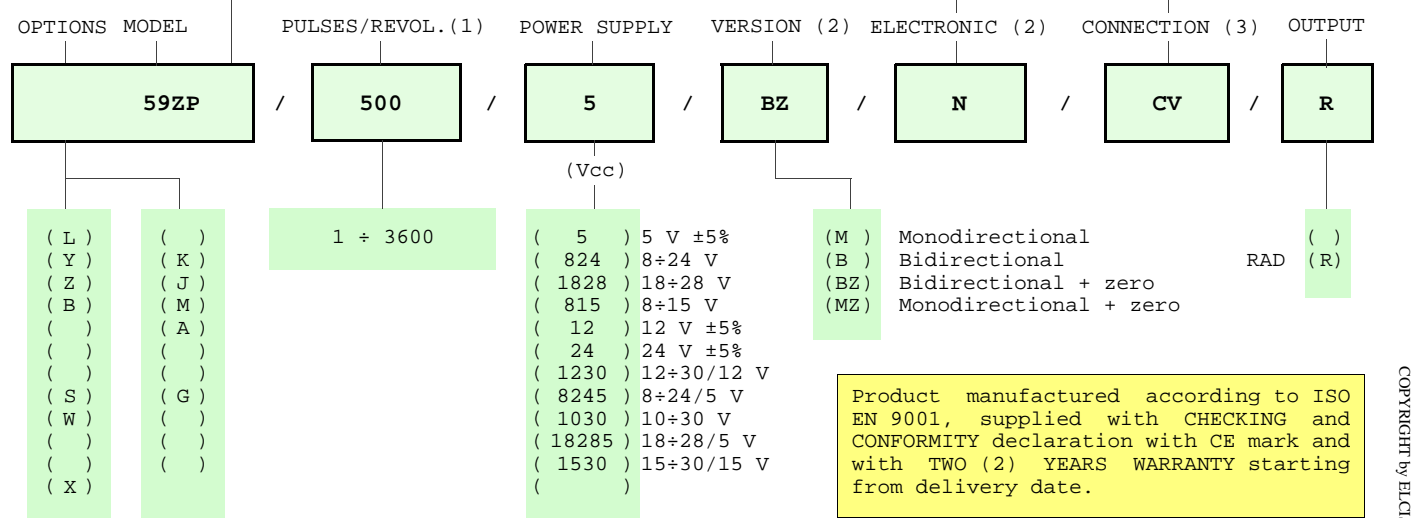 OPTIONS MODEL PULSES/REVOL.(1) POWER SUPPLY VERSION (2) ELECTRONIC (2) CONNECTION (3) OUTPUT
59ZP / 500 / 5 / BZ / N / CV / R
(Vcc)
( L ) ( ) 1 ÷ 3600 ( 5 ) 5 V ±5% (M ) Monodirectional ( )
( Y ) ( K ) ( 824 ) 8÷24 V (B ) Bidirectional RAD (R)
( Z ) ( J ) ( 1828 ) 18÷28 V (BZ) Bidirectional + zero
( B ) ( M ) ( 815 ) 8÷15 V (MZ) Monodirectional + zero
( ) ( A ) ( 12 ) 12 V ±5%
( ) ( ) ( 24 ) 24 V ±5%
( ) ( ) ( 1230 ) 12÷30/12 V
( S ) ( G ) ( 8245 ) 8÷24/5 V
( W ) ( ) ( 1030 ) 10÷30 V
( ) ( ) ( 18285 ) 18÷28/5 V
( ) ( ) ( 1530 ) 15÷30/15 V
( X ) ( )
Product manufactured according to ISO
EN 9001, supplied with CHECKING and
CONFORMITY declaration with CE mark and
with TWO (2) YEARS WARRANTY starting
from delivery date.
COPYRIGHT by